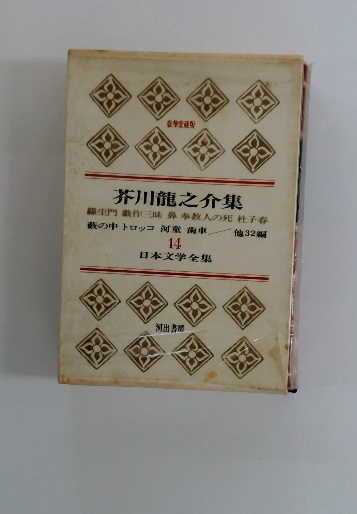 豪華愛蔵版
芥川龍之介集
羅生門 戯作三昧 鼻 奉教人の死 杜子春
藪の中 トロッコ 河童 歯車/他32編
14
日本文学全集
河出書房